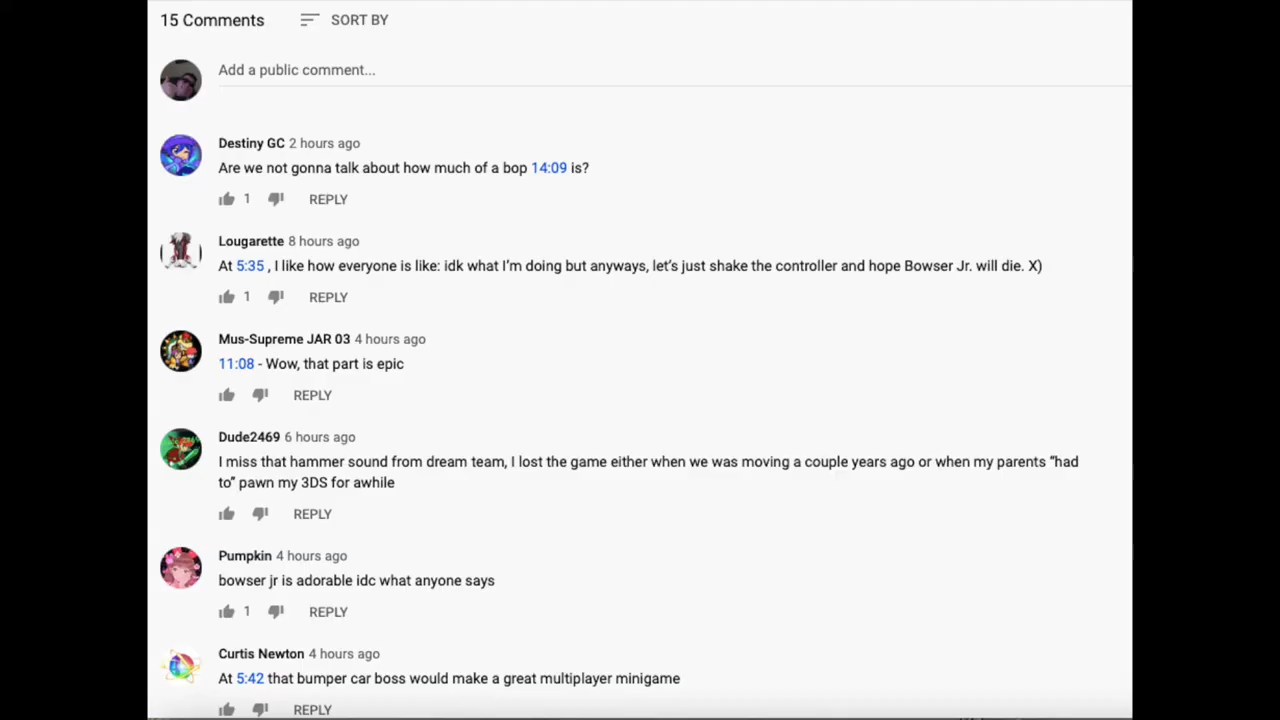 15 Comments SORT BY
Add a public comment...
Destiny GC 2 hours ago
Are we not gonna talk about how much of a bop 14:09 is?
1 REPLY
Lougarette 8 hours ago
At 5:35 , I like how everyone is like: idk what I'm doing but anyways, let's just shake the controller and hope Bowser Jr. will die. X)
1 REPLY
Mus-Supreme JAR 03 4 hours ago
11:08 - Wow, that part is epic
REPLY
Dude2469 6 hours ago
I miss that hammer sound from dream team, I lost the game either when we was moving a couple years ago or when my parents “had
to” pawn my 3DS for awhile
REPLY
Pumpkin 4 hours ago
bowser jr is adorable idc what anyone says
1 REPLY
Curtis Newton 4 hours ago
At 5:42 that bumper car boss would make a great multiplayer minigame
REPLY